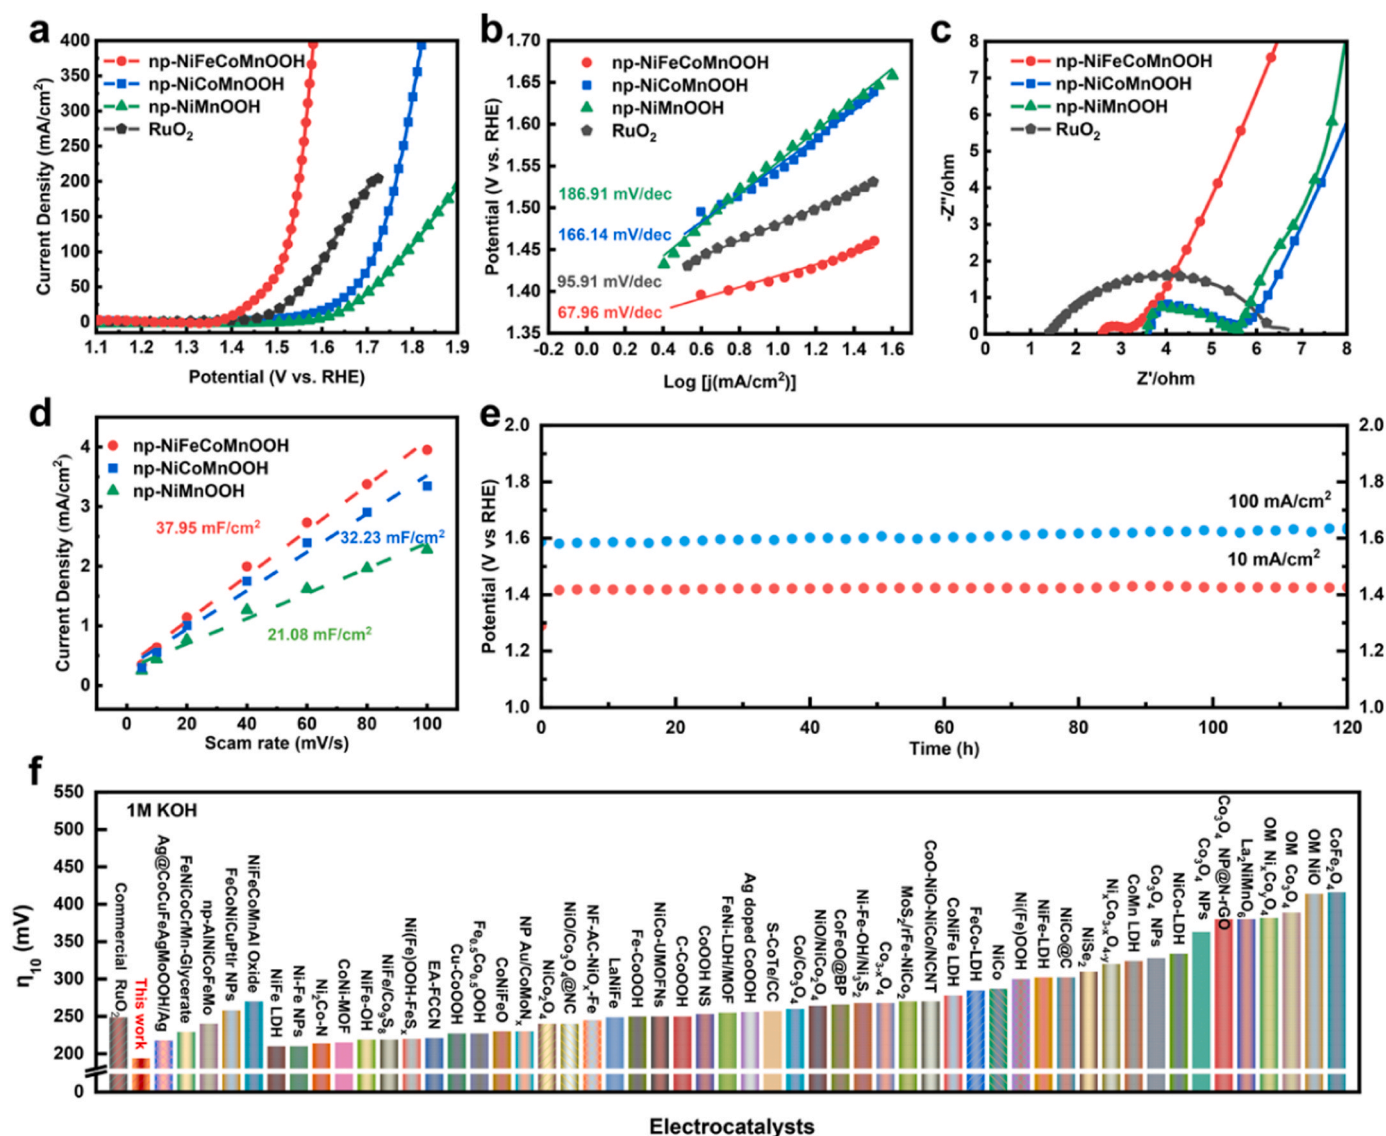 a
400
350
300
250
200
150
100
50
0
Current Density (mA/cm²)
np-NiFeCoMnOOH
np-NiCoMnOOH
np-NiMnOOH
RuO₂
1.1 1.2 1.3 1.4 1.5 1.6 1.7 1.8 1.9
Potential (V vs. RHE)
b
1.70
1.65
1.60
1.55
1.50
1.45
1.40
1.35
Potential (V vs. RHE)
np-NiFeCoMnOOH
np-NiCoMnOOH
np-NiMnOOH
RuO₂
186.91 mV/dec
166.14 mV/dec
95.91 mV/dec
67.96 mV/dec
-0.2 0.0 0.2 0.4 0.6 0.8 1.0 1.2 1.4 1.6
Log [j(mA/cm²)]
c
8
7
6
5
4
3
2
1
0
-Z''/ohm
np-NiFeCoMnOOH
np-NiCoMnOOH
np-NiMnOOH
RuO₂
0 1 2 3 4 5 6 7 8
Z'/ohm
d
4
3
2
1
0
Current Density (mA/cm²)
np-NiFeCoMnOOH
np-NiCoMnOOH
np-NiMnOOH
37.95 mF/cm²
32.23 mF/cm²
21.08 mF/cm²
0 20 40 60 80 100
Scam rate (mV/s)
e
2.0
1.8
1.6
1.4
1.2
1.0
Potential (V vs RHE)
100 mA/cm²
10 mA/cm²
2.0
1.8
1.6
1.4
1.2
1.0
0 20 40 60 80 100 120
Time (h)
f
550
500
450
400
350
300
250
200
0
η₁₀ (mV)
1M KOH
Commercial RuO₂
This work
Ag@CoCuFeAgMoOOH/Ag
FeNiCoCrMn-Glycerate
np-AlNiCoFeMo
FeCoNiCuPtIr NPs
NiFeCoMnAl Oxide
NiFe LDH
Ni-Fe NPs
Ni₂Co-N
CoNi-MOF
NiFe-OH
NiFe/Co₉S₈
Ni(Fe)OOH-FeSₓ
EA-FCCN
Cu-CoOOH
Fe₀.₅Co₀.₅OOH
CoNiFeO
NP Au/CoMoNₓ
NiCo₂O₄
NiO/Co₃O₄@NC
NF-AC-NiOₓ-Fe
LaNiFe
Fe-CoOOH
NiCo-UMOFNs
C-CoOOH
CoOOH NS
FeNi-LDH/MOF
Ag doped CoOOH
S-CoTe/CC
Co/Co₃O₄
NiO/NiCo₂O₄
CoFeO@BP
Ni-Fe-OH/Ni₃S₂
Co₃₋ₓO₄
MoS₂/rFe-NiCo₂
CoO-NiO-NiCo/NCNT
CoNiFe LDH
FeCo-LDH
NiCo
Ni(Fe)OOH
NiFe-LDH
NiCo@C
NiSe₂
NiₓCo₃₋ₓO₄₋y
CoMn LDH
Co₃O₄ NPs
NiCo-LDH
Co₃O₄ NPs
Co₃O₄ NP@N-rGO
La₂NiMnO₆
OM NiₓCoyO₄
OM Co₃O₄
OM NiO
CoFe₂O₄
Electrocatalysts